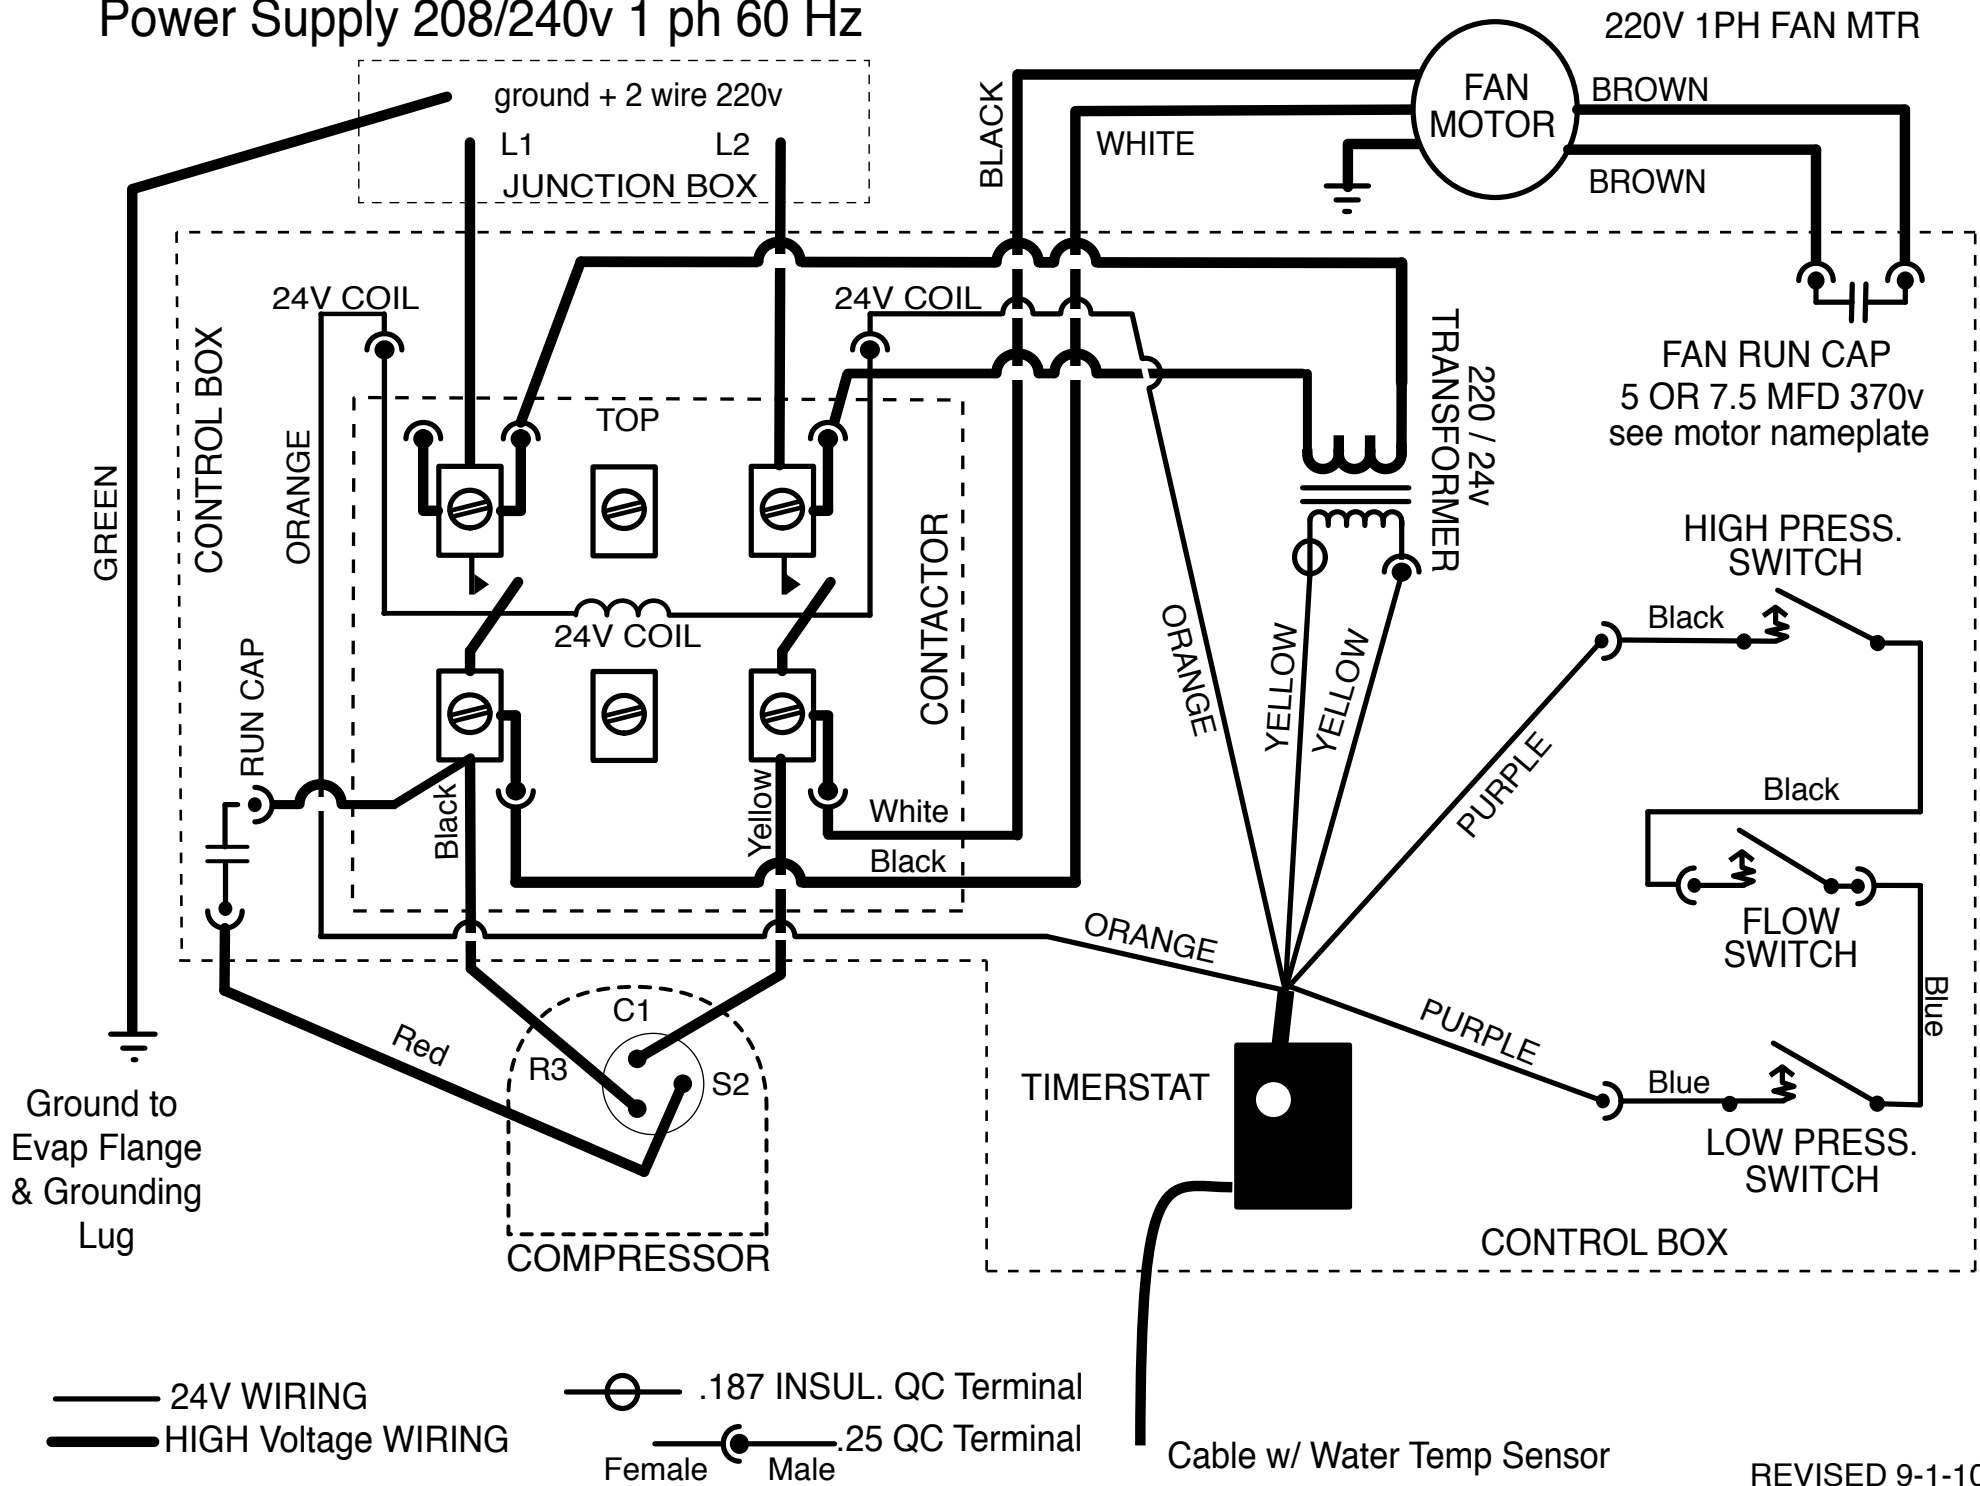 Power Supply 208/240v 1 ph 60 Hz
220V 1PH FAN MTR
ground + 2 wire 220v
L1
L2
JUNCTION BOX
BLACK
WHITE
FAN
MOTOR
BROWN
BROWN
24V COIL
24V COIL
CONTROL BOX
ORANGE
GREEN
TOP
220 / 24v
TRANSFORMER
FAN RUN CAP
5 OR 7.5 MFD 370v
see motor nameplate
CONTACTOR
24V COIL
HIGH PRESS.
SWITCH
Black
ORANGE
YELLOW
YELLOW
PURPLE
RUN CAP
Black
Yellow
White
Black
Black
FLOW
SWITCH
Blue
ORANGE
PURPLE
Red
C1
R3
S2
COMPRESSOR
TIMERSTAT
Blue
LOW PRESS.
SWITCH
CONTROL BOX
Ground to
Evap Flange
& Grounding
Lug
24V WIRING
HIGH Voltage WIRING
.187 INSUL. QC Terminal
.25 QC Terminal
Female
Male
Cable w/ Water Temp Sensor
REVISED 9-1-10